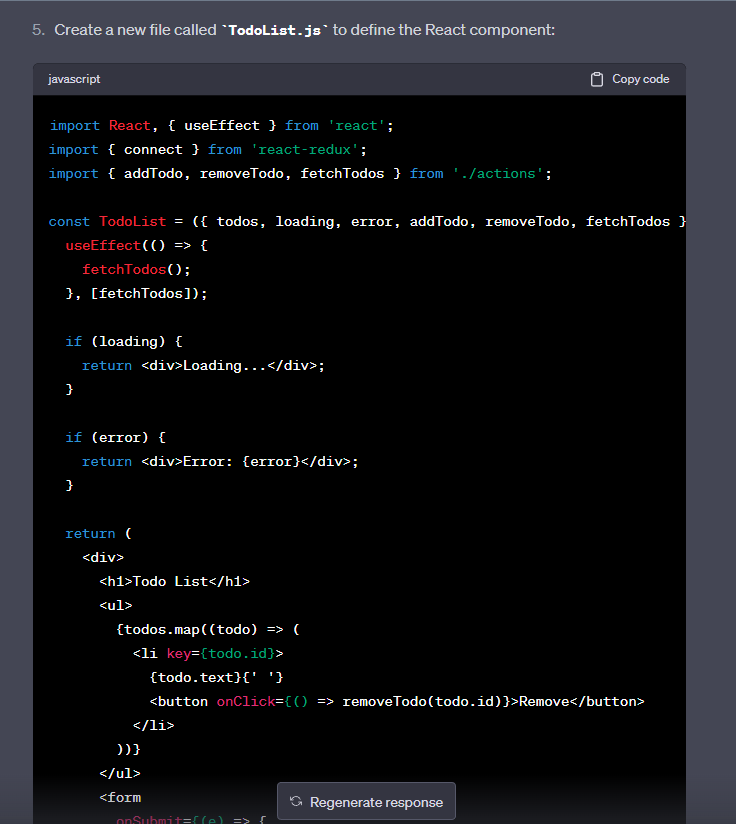 5. Create a new file called `TodoList.js` to define the React component:
javascript
Copy code
import React, { useEffect } from 'react';
import { connect } from 'react-redux';
import { addTodo, removeTodo, fetchTodos } from './actions';
const TodoList = ({ todos, loading, error, addTodo, removeTodo, fetchTodos }
  useEffect(() => {
    fetchTodos();
  }, [fetchTodos]);
  if (loading) {
    return <div>Loading...</div>;
  }
  if (error) {
    return <div>Error: {error}</div>;
  }
  return (
    <div>
      <h1>Todo List</h1>
      <ul>
        {todos.map((todo) => (
          <li key={todo.id}>
            {todo.text}{' '}
            <button onClick={() => removeTodo(todo.id)}>Remove</button>
          </li>
        ))}
      </ul>
      <form
        onSubmit={(e) => {
Regenerate response